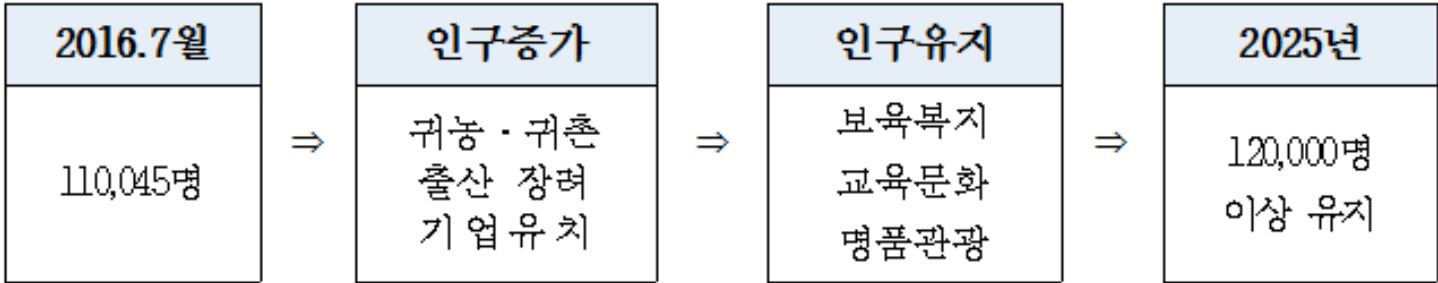 2016.7월
110,045명
⇒
인구증가
귀농·귀촌
출산 장려
기업유치
⇒
인구유지
보육복지
교육문화
명품관광
⇒
2025년
120,000명
이상 유지